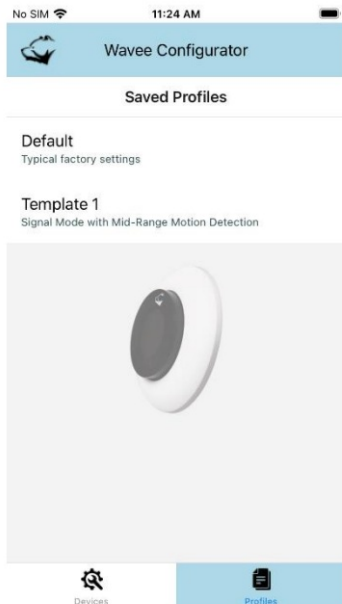 No SIM 11:24 AM
Wavee Configurator
Saved Profiles
Default
Typical factory settings
Template 1
Signal Mode with Mid-Range Motion Detection
Devices Profiles